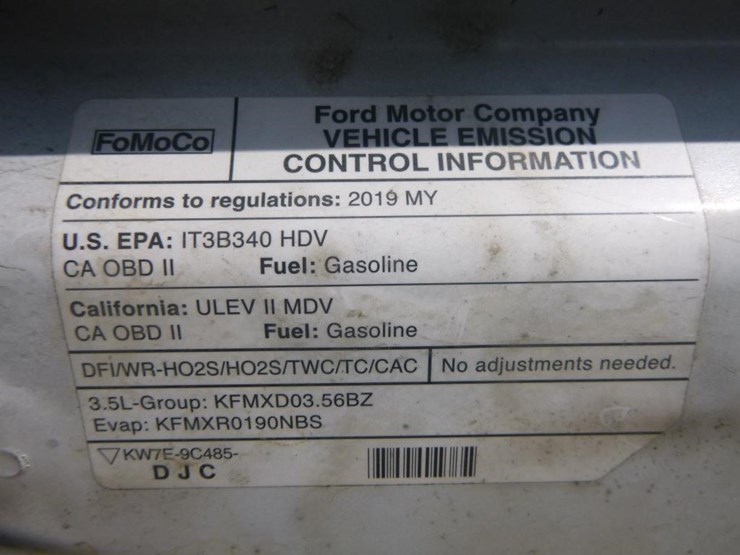 FoMoCo
Ford Motor Company
VEHICLE EMISSION
CONTROL INFORMATION
Conforms to regulations: 2019 MY
U.S. EPA: IT3B340 HDV
CA OBD II Fuel: Gasoline
California: ULEV II MDV
CA OBD II Fuel: Gasoline
DFI/WR-HO2S/HO2S/TWC/TC/CAC No adjustments needed.
3.5L-Group: KFMXD03.56BZ
Evap: KFMXR0190NBS
KW7E-9C485-
D J C